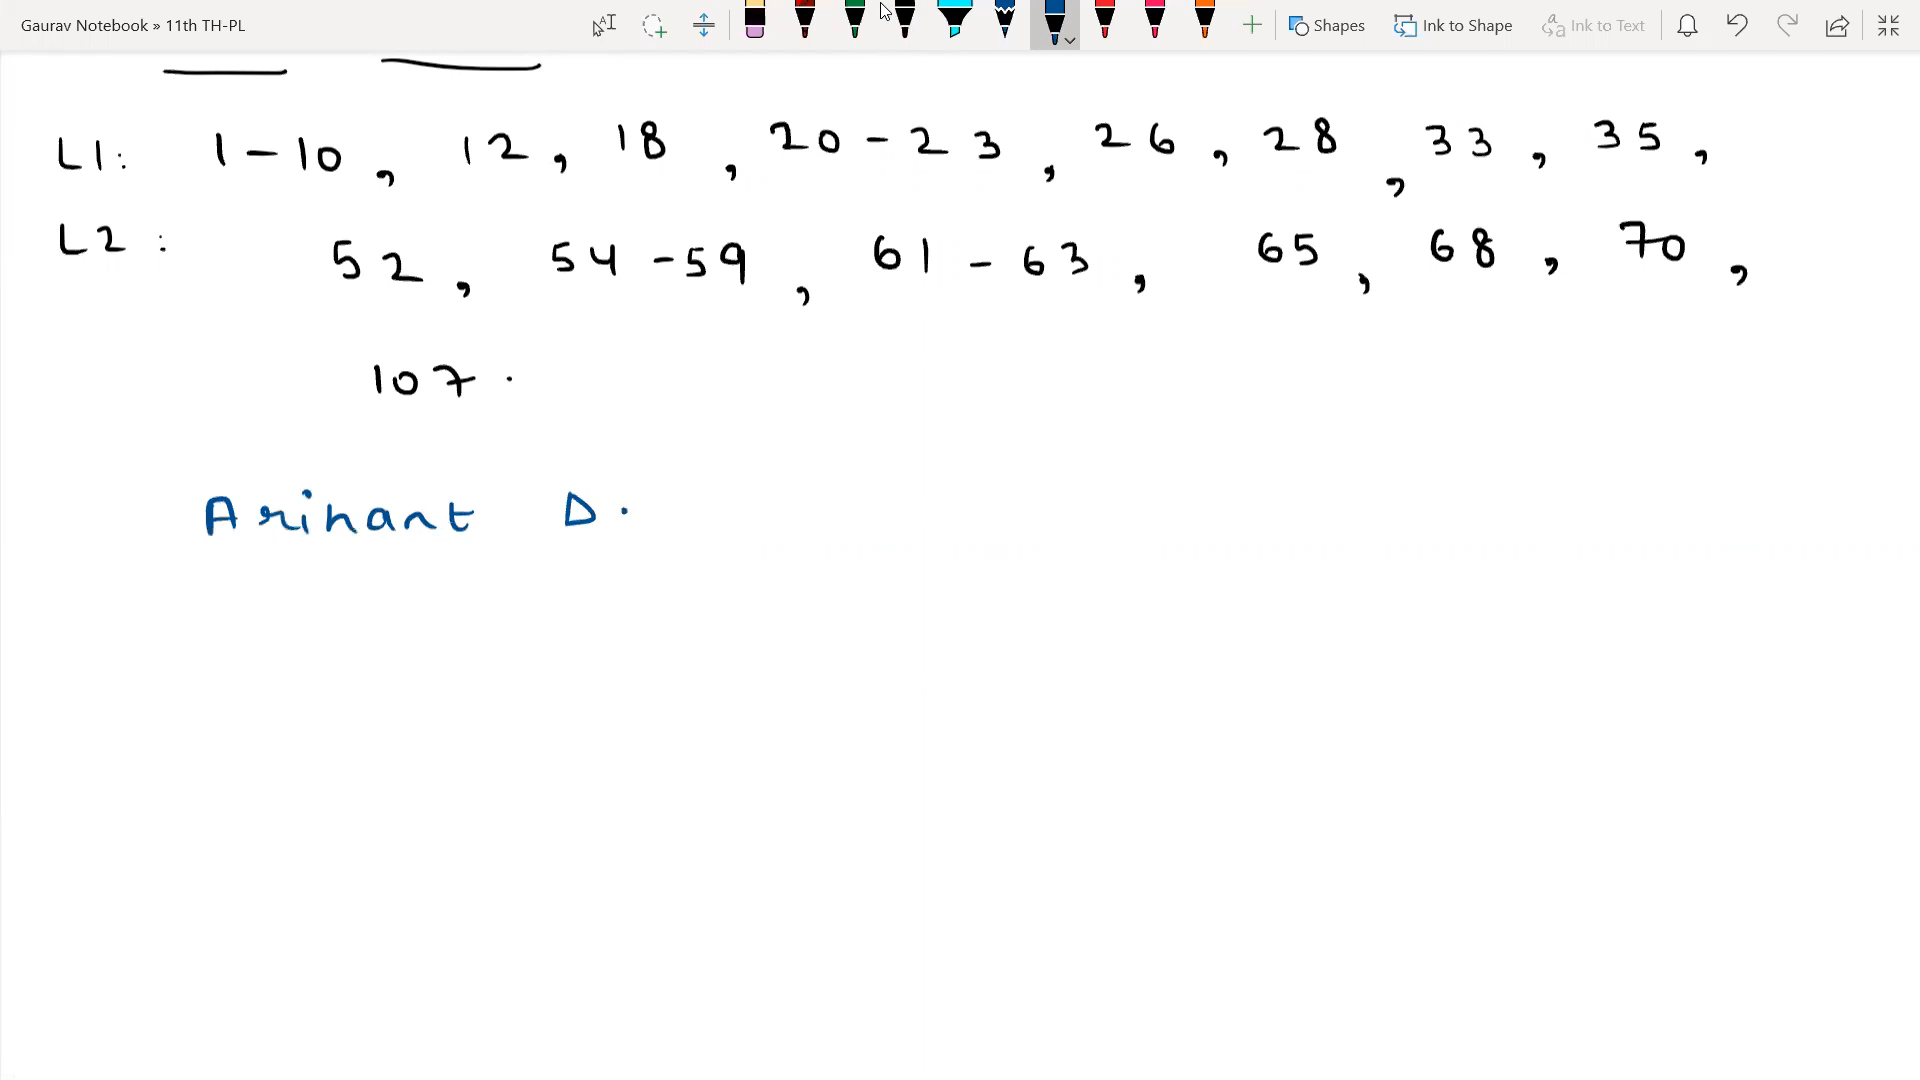 Gaurav Notebook » 11th TH-PL
Shapes
Ink to Shape
Ink to Text
L1: 1-10, 12, 18, 20-23, 26, 28, 33, 35,
L2: 52, 54-59, 61-63, 65, 68, 70,
107.
Arihant D.